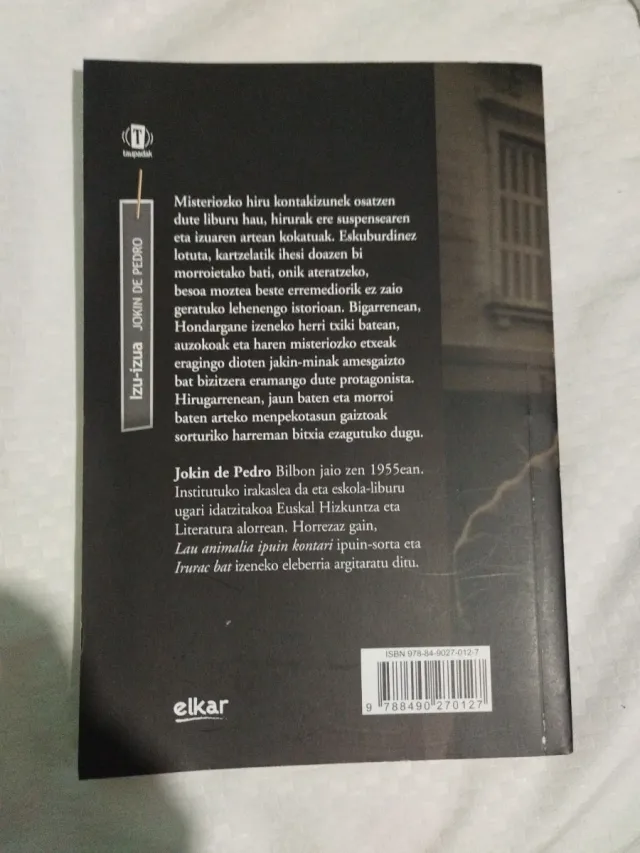 T
taupadak
Izu-izua JOKIN DE PEDRO
Misteriozko hiru kontakizunek osatzen
dute liburu hau, hirurak ere suspensearen
eta izuaren artean kokatuak. Eskuburdinez
lotuta, kartzelatik ihesi doazen bi
morroietako bati, onik ateratzeko,
besoa moztea beste erremediorik ez zaio
geratuko lehenengo istorioan. Bigarrenean,
Hondargane izeneko herri txiki batean,
auzokoak eta haren misteriozko etxeak
eragingo dioten jakin-minak amesgaizto
bat bizitzera eramango dute protagonista.
Hirugarrenean, jaun baten eta morroi
baten arteko menpekotasun gaiztoak
sorturiko harreman bitxia ezagutuko dugu.
Jokin de Pedro Bilbon jaio zen 1955ean.
Institutuko irakaslea da eta eskola-liburu
ugari idatzitakoa Euskal Hizkuntza eta
Literatura alorrean. Horrezaz gain,
Lau animalia ipuin kontari ipuin-sorta eta
Irurac bat izeneko eleberria argitaratu ditu.
ISBN 978-84-9027-012-7
9 788490 270127
elkar